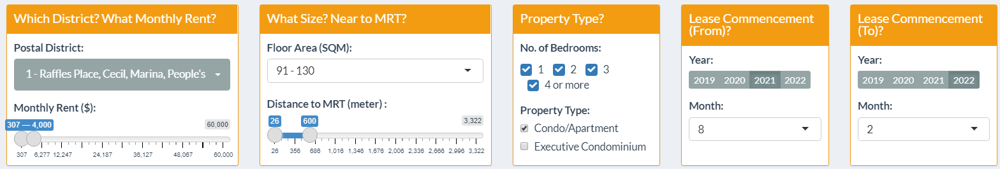 Which District? What Monthly Rent?
Postal District:
1 - Raffles Place, Cecil, Marina, People's
Monthly Rent ($):
307 — 4,000
60,000
307 6,277 12,247 24,187 36,127 48,067 60,000
What Size? Near to MRT?
Floor Area (SQM):
91 - 130
Distance to MRT (meter) :
26 600 3,322
26 356 686 1,016 1,346 1,676 2,006 2,336 2,666 2,996 3,322
Property Type?
No. of Bedrooms:
1 2 3
4 or more
Property Type:
Condo/Apartment
Executive Condominium
Lease Commencement
(From)?
Year:
2019 2020 2021 2022
Month:
8
Lease Commencement
(To)?
Year:
2019 2020 2021 2022
Month:
2